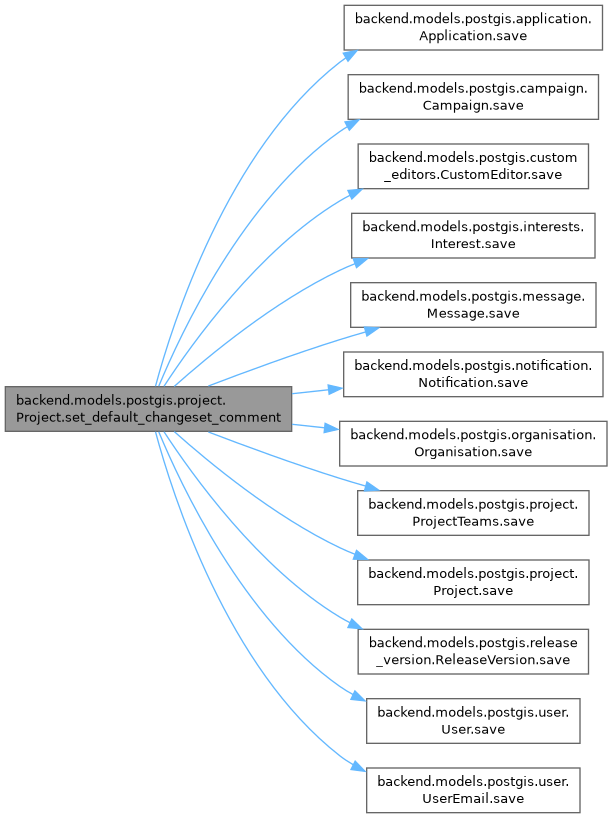 backend.models.postgis.application.
Application.save
backend.models.postgis.campaign.
Campaign.save
backend.models.postgis.custom
_editors.CustomEditor.save
backend.models.postgis.interests.
Interest.save
backend.models.postgis.message.
Message.save
backend.models.postgis.notification.
Notification.save
backend.models.postgis.project.
Project.set_default_changeset_comment
backend.models.postgis.organisation.
Organisation.save
backend.models.postgis.project.
ProjectTeams.save
backend.models.postgis.project.
Project.save
backend.models.postgis.release
_version.ReleaseVersion.save
backend.models.postgis.user.
User.save
backend.models.postgis.user.
UserEmail.save